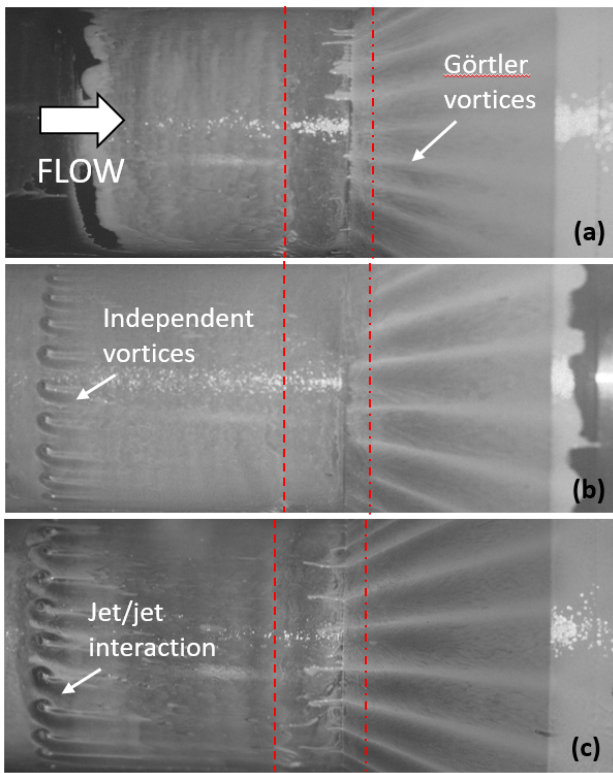 Görtler
vortices
FLOW
(a)
Independent
vortices
(b)
Jet/jet
interaction
(c)